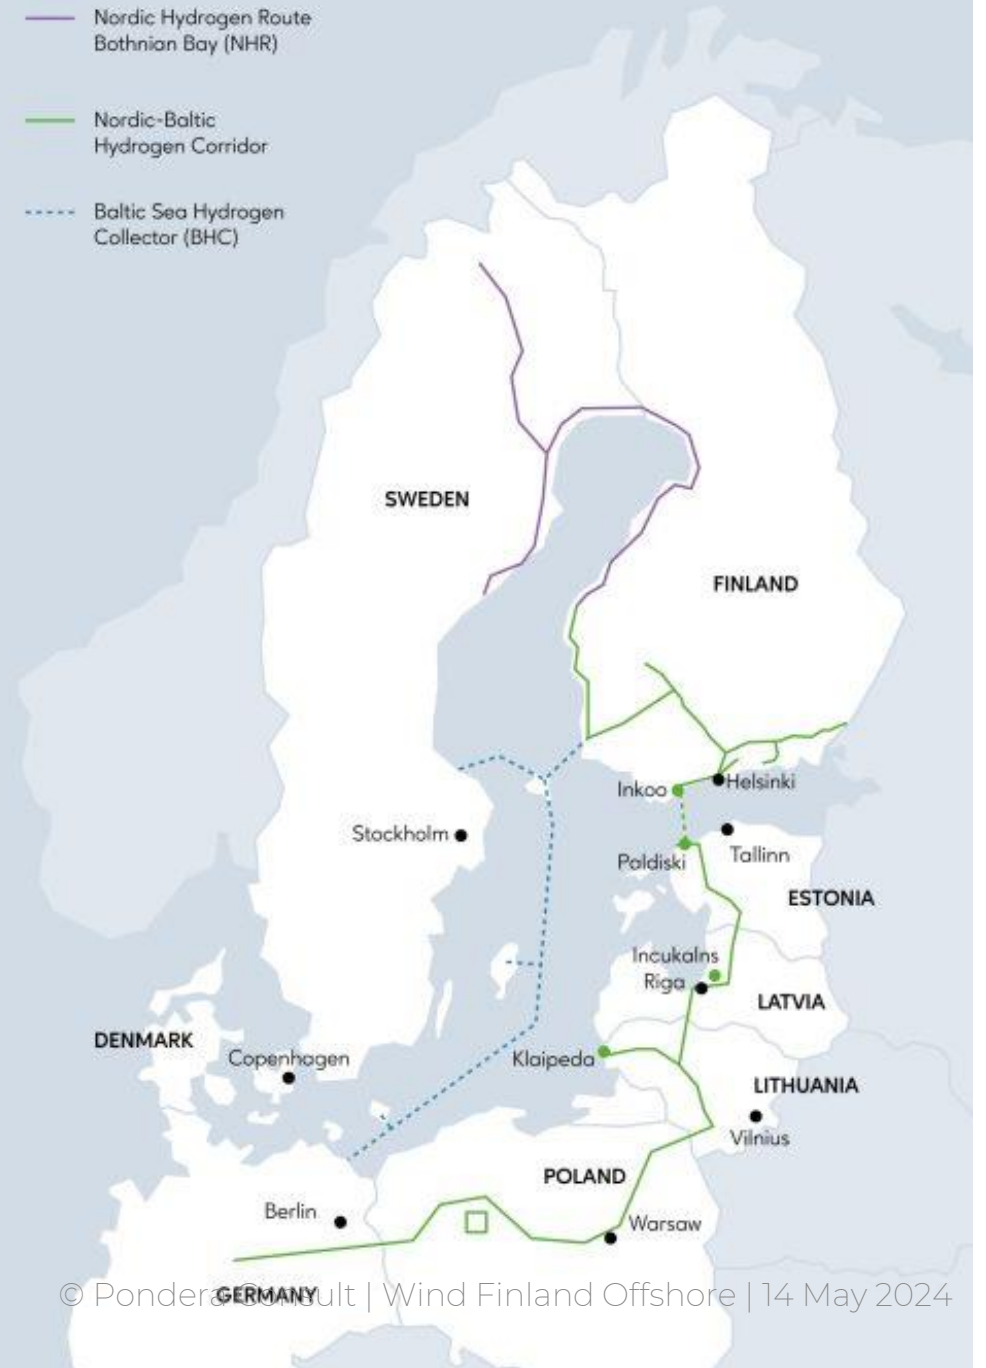 Nordic Hydrogen Route
Bothnian Bay (NHR)
Nordic-Baltic
Hydrogen Corridor
Baltic Sea Hydrogen
Collector (BHC)
SWEDEN
FINLAND
Inkoo
Helsinki
Stockholm
Paldiski
Tallinn
ESTONIA
Incukalns
Riga
LATVIA
DENMARK
Copenhagen
Klaipeda
LITHUANIA
Vilnius
POLAND
Berlin
Warsaw
GERMANY
© Pondera Consult | Wind Finland Offshore | 14 May 2024